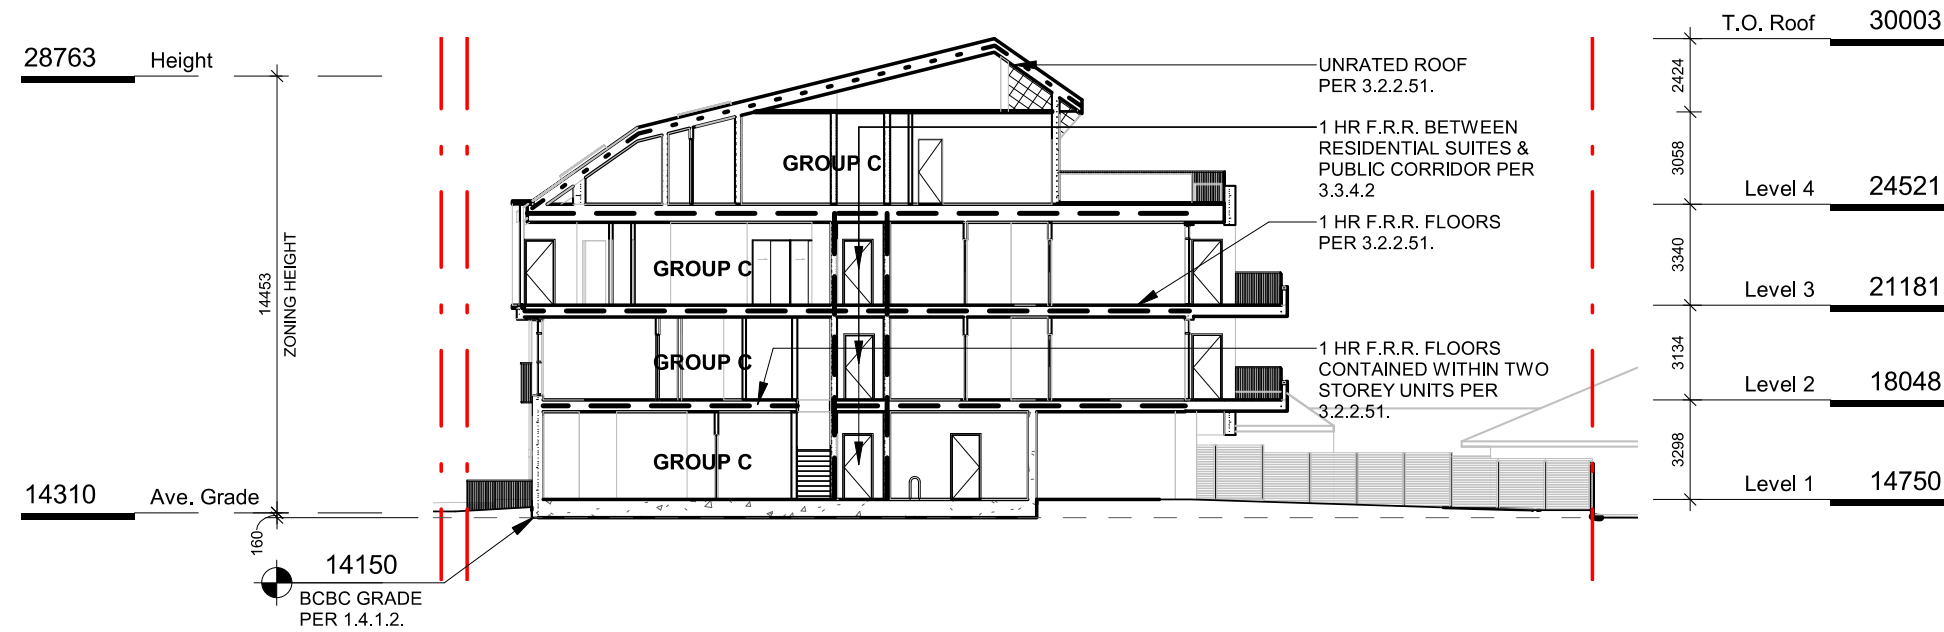 28763 Height
14453
ZONING HEIGHT
14310 Ave. Grade
160
14150
BCBC GRADE
PER 1.4.1.2.
GROUP C
GROUP C
GROUP C
GROUP C
UNRATED ROOF
PER 3.2.2.51.
1 HR F.R.R. BETWEEN
RESIDENTIAL SUITES &
PUBLIC CORRIDOR PER
3.3.4.2
1 HR F.R.R. FLOORS
PER 3.2.2.51.
1 HR F.R.R. FLOORS
CONTAINED WITHIN TWO
STOREY UNITS PER
3.2.2.51.
T.O. Roof 30003
2424
3058
Level 4 24521
3340
Level 3 21181
3134
Level 2 18048
3298
Level 1 14750